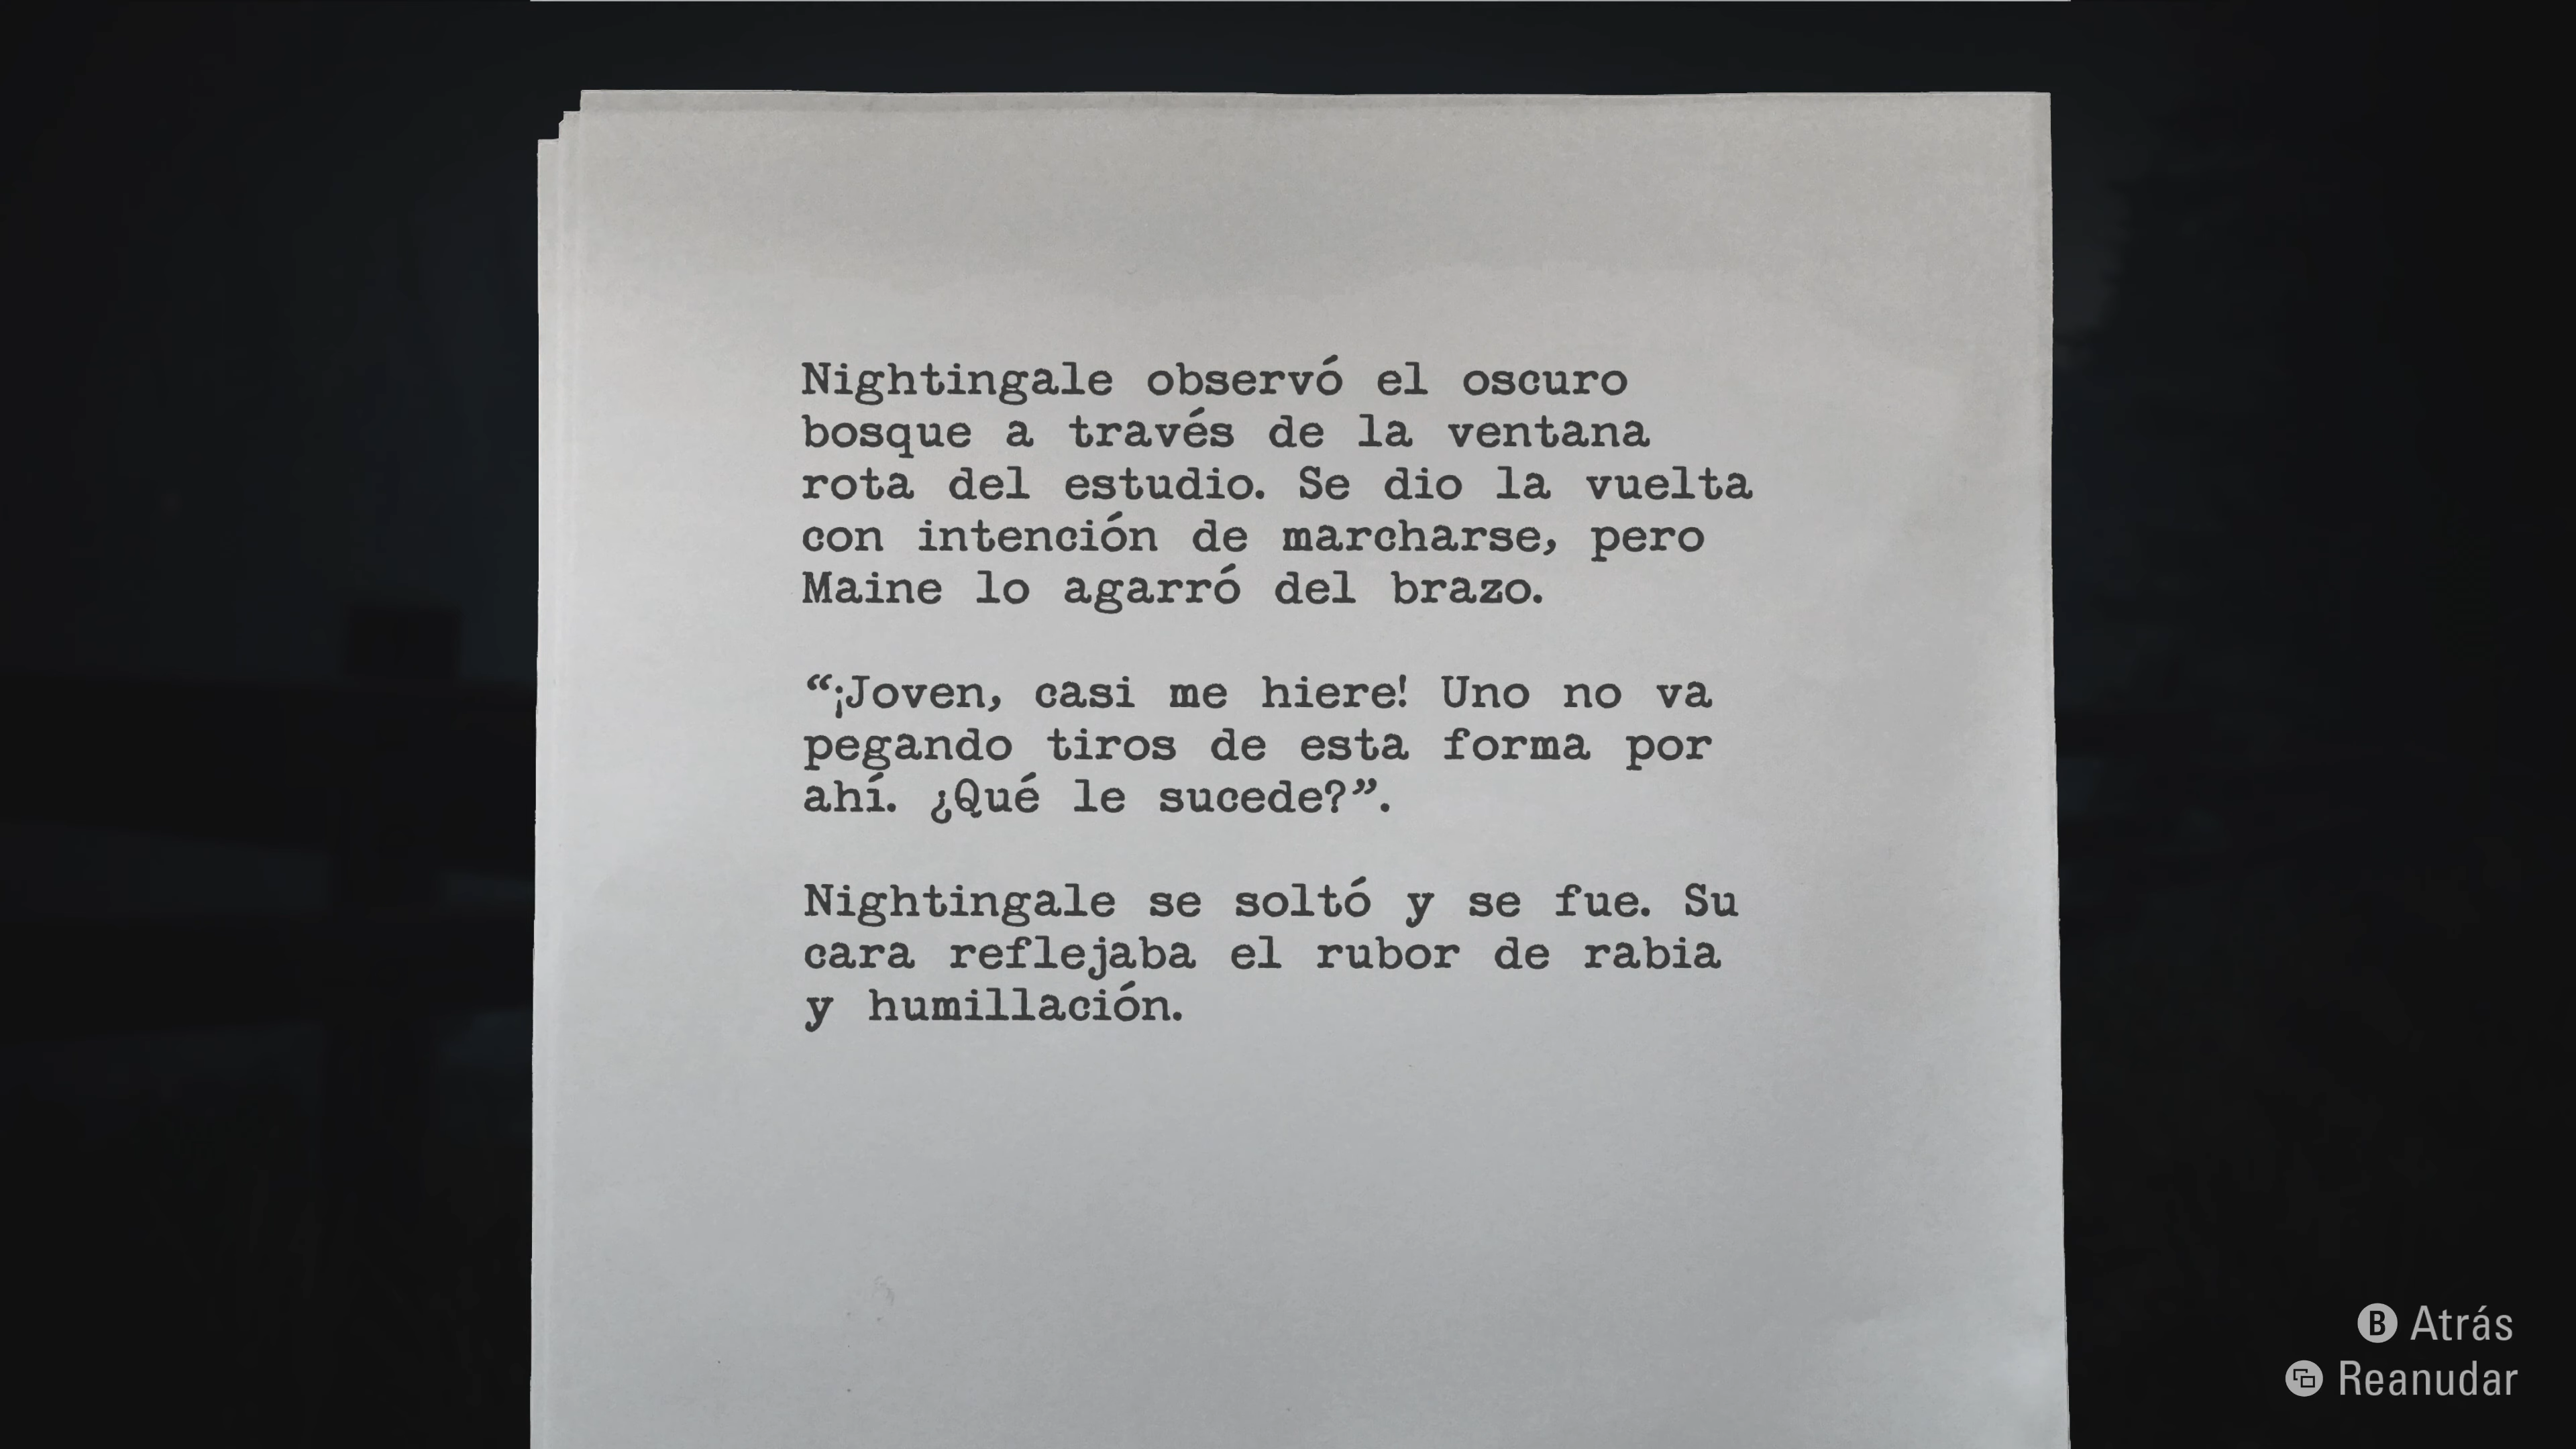 Nightingale observó el oscuro
bosque a través de la ventana
rota del estudio. Se dio la vuelta
con intención de marcharse, pero
Maine lo agarró del brazo.
“¡Joven, casi me hiere! Uno no va
pegando tiros de esta forma por
ahí. ¿Qué le sucede?”.
Nightingale se soltó y se fue. Su
cara reflejaba el rubor de rabia
y humillación.
B Atrás
Reanudar